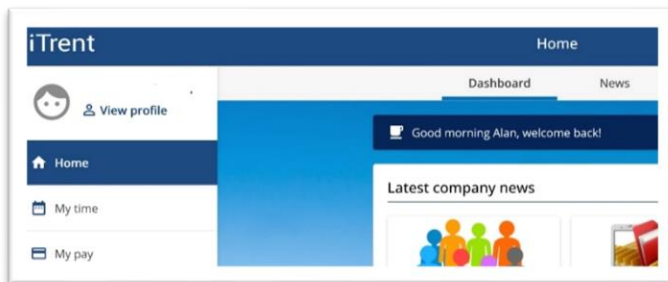 iTrent
Home
View profile
Dashboard News
Good morning Alan, welcome back!
Home
Latest company news
My time
My pay